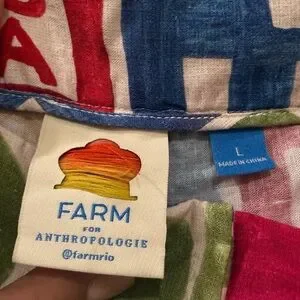 A
FARM
FOR
ANTHROPOLOGIE
@farmrio
L
MADE IN CHINA